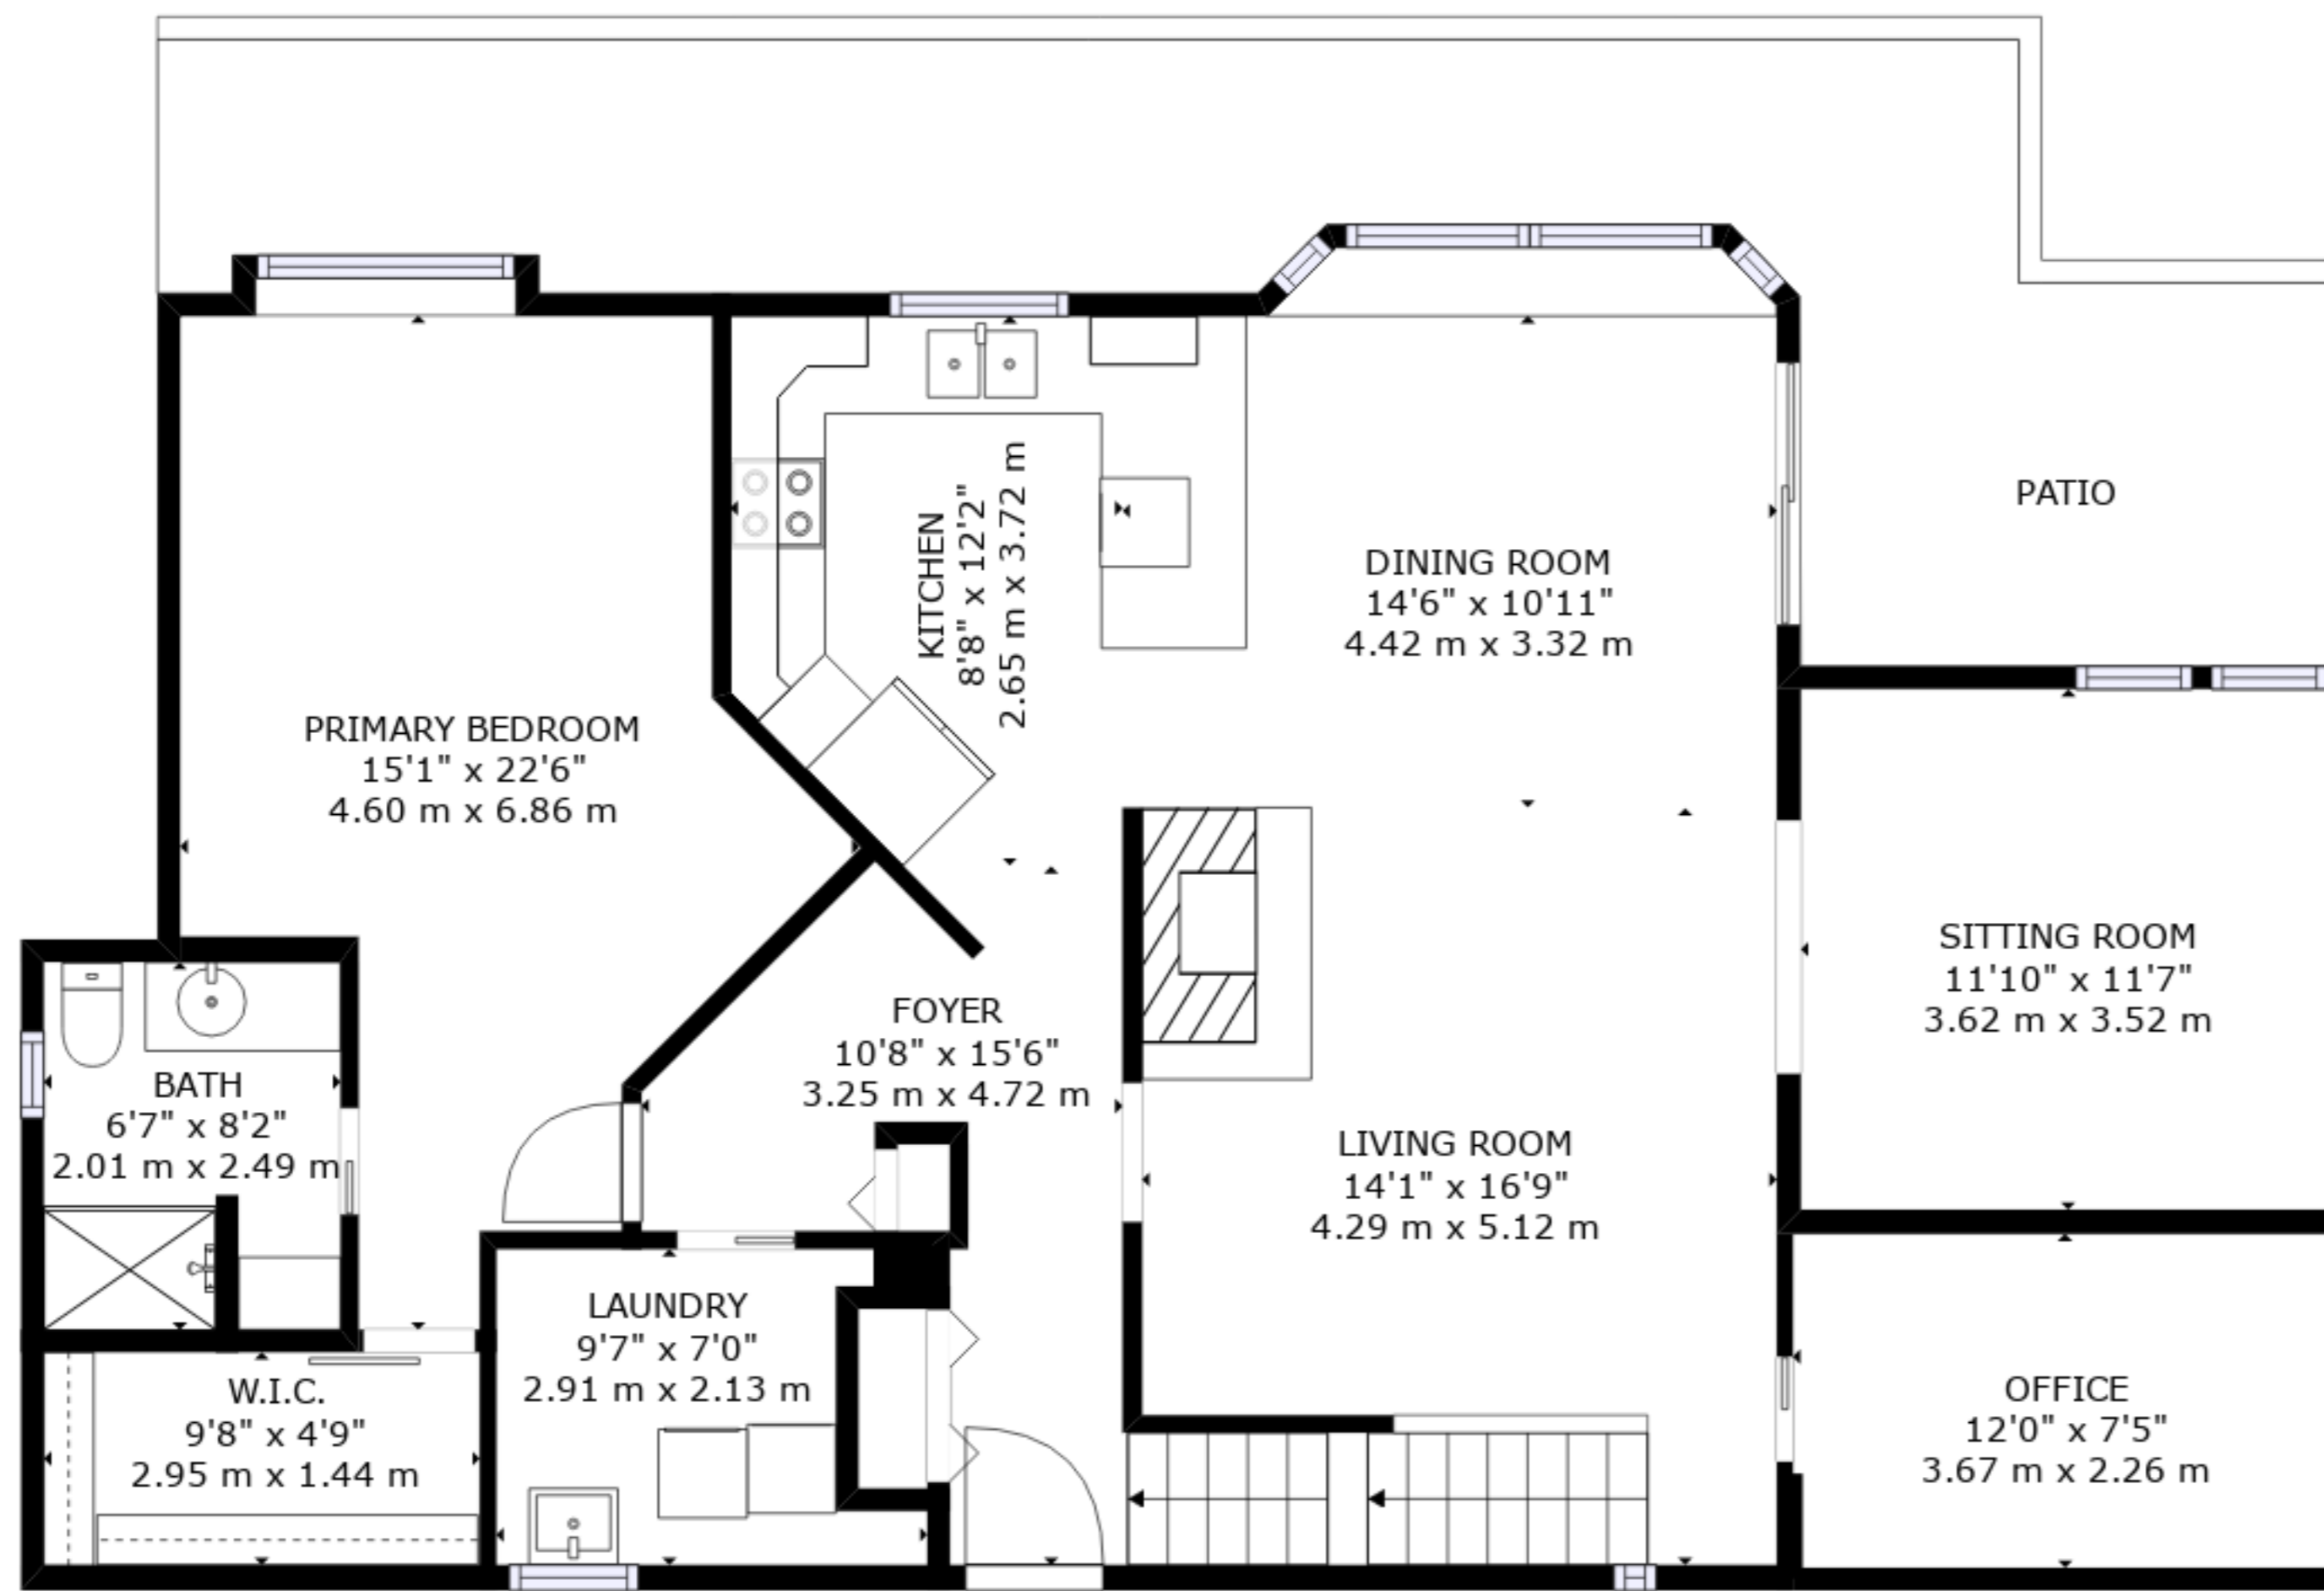 PATIO
KITCHEN
8'8" x 12'2"
2.65 m x 3.72 m
DINING ROOM
14'6" x 10'11"
4.42 m x 3.32 m
PRIMARY BEDROOM
15'1" x 22'6"
4.60 m x 6.86 m
SITTING ROOM
11'10" x 11'7"
3.62 m x 3.52 m
FOYER
10'8" x 15'6"
3.25 m x 4.72 m
BATH
6'7" x 8'2"
2.01 m x 2.49 m
LIVING ROOM
14'1" x 16'9"
4.29 m x 5.12 m
LAUNDRY
9'7" x 7'0"
2.91 m x 2.13 m
W.I.C.
9'8" x 4'9"
2.95 m x 1.44 m
OFFICE
12'0" x 7'5"
3.67 m x 2.26 m